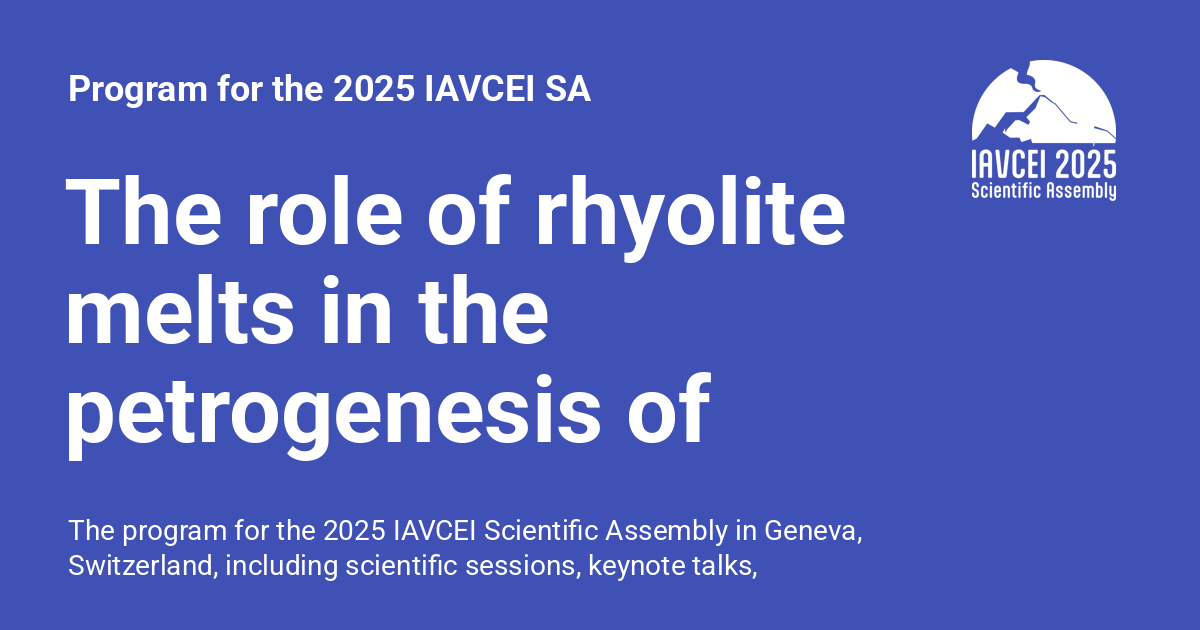 Program for the 2025 IAVCEI SA
IAVCEI 2025
Scientific Assembly
The role of rhyolite
melts in the
petrogenesis of
The program for the 2025 IAVCEI Scientific Assembly in Geneva,
Switzerland, including scientific sessions, keynote talks,